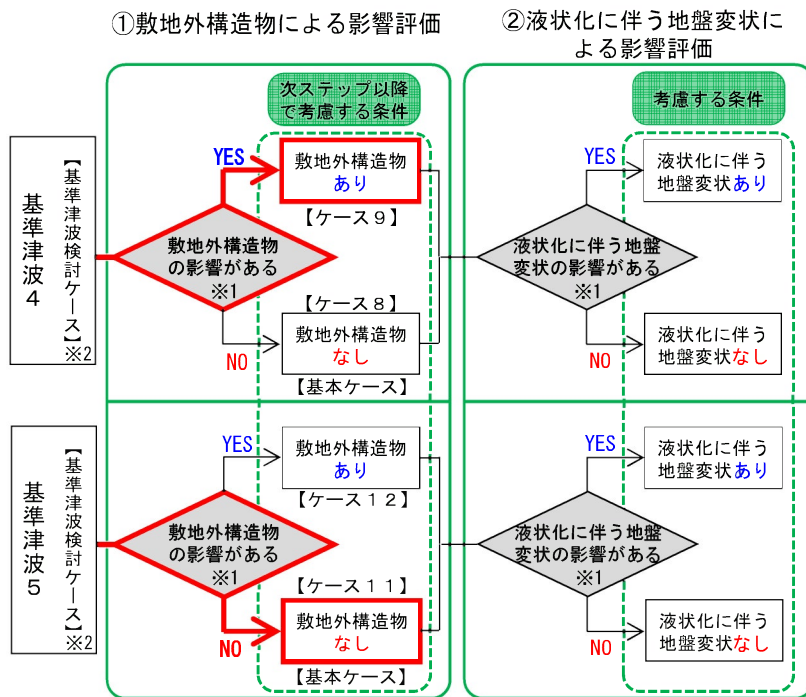 ①敷地外構造物による影響評価
②液状化に伴う地盤変状に
よる影響評価
次ステップ以降
で考慮する条件
考慮する条件
基準津波4
【基準津波検討ケース】
※2
敷地外構造物
の影響がある
※1
YES
敷地外構造物
あり
【ケース9】
【ケース8】
NO
敷地外構造物
なし
【基本ケース】
液状化に伴う地盤
変状の影響がある
※1
YES
液状化に伴う
地盤変状あり
NO
液状化に伴う
地盤変状なし
基準津波5
【基準津波検討ケース】
※2
敷地外構造物
の影響がある
※1
YES
敷地外構造物
あり
【ケース12】
【ケース11】
NO
敷地外構造物
なし
【基本ケース】
液状化に伴う地盤
変状の影響がある
※1
YES
液状化に伴う
地盤変状あり
NO
液状化に伴う
地盤変状なし